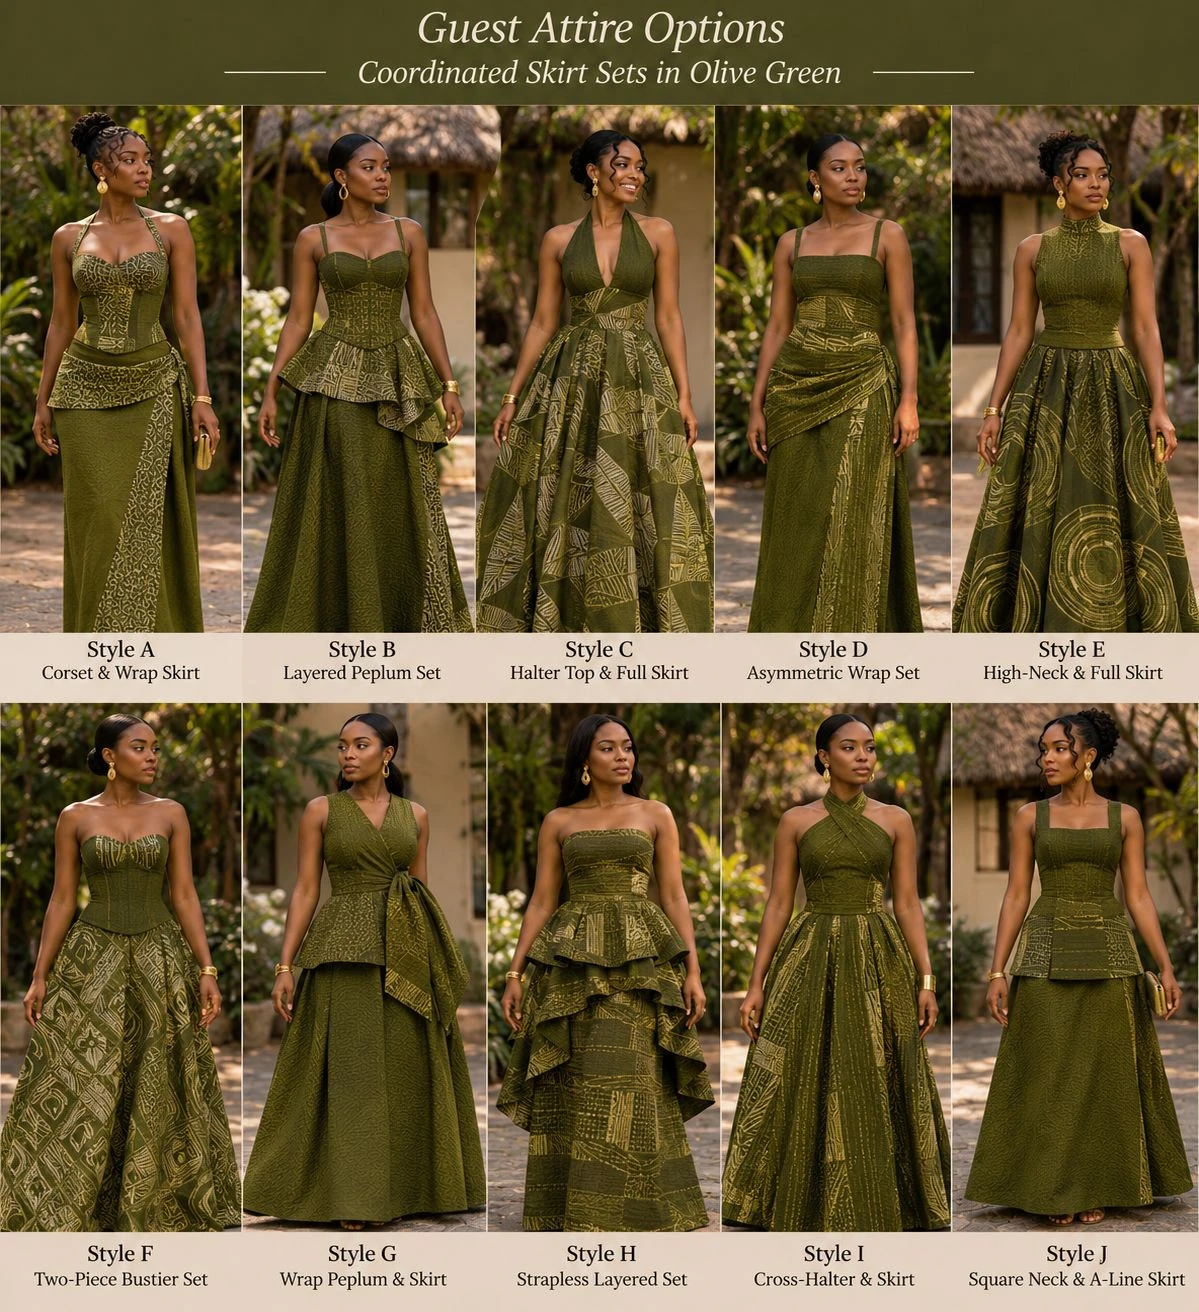 Guest Attire Options
Coordinated Skirt Sets in Olive Green
Style A
Corset & Wrap Skirt
Style B
Layered Peplum Set
Style C
Halter Top & Full Skirt
Style D
Asymmetric Wrap Set
Style E
High-Neck & Full Skirt
Style F
Two-Piece Bustier Set
Style G
Wrap Peplum & Skirt
Style H
Strapless Layered Set
Style I
Cross-Halter & Skirt
Style J
Square Neck & A-Line Skirt